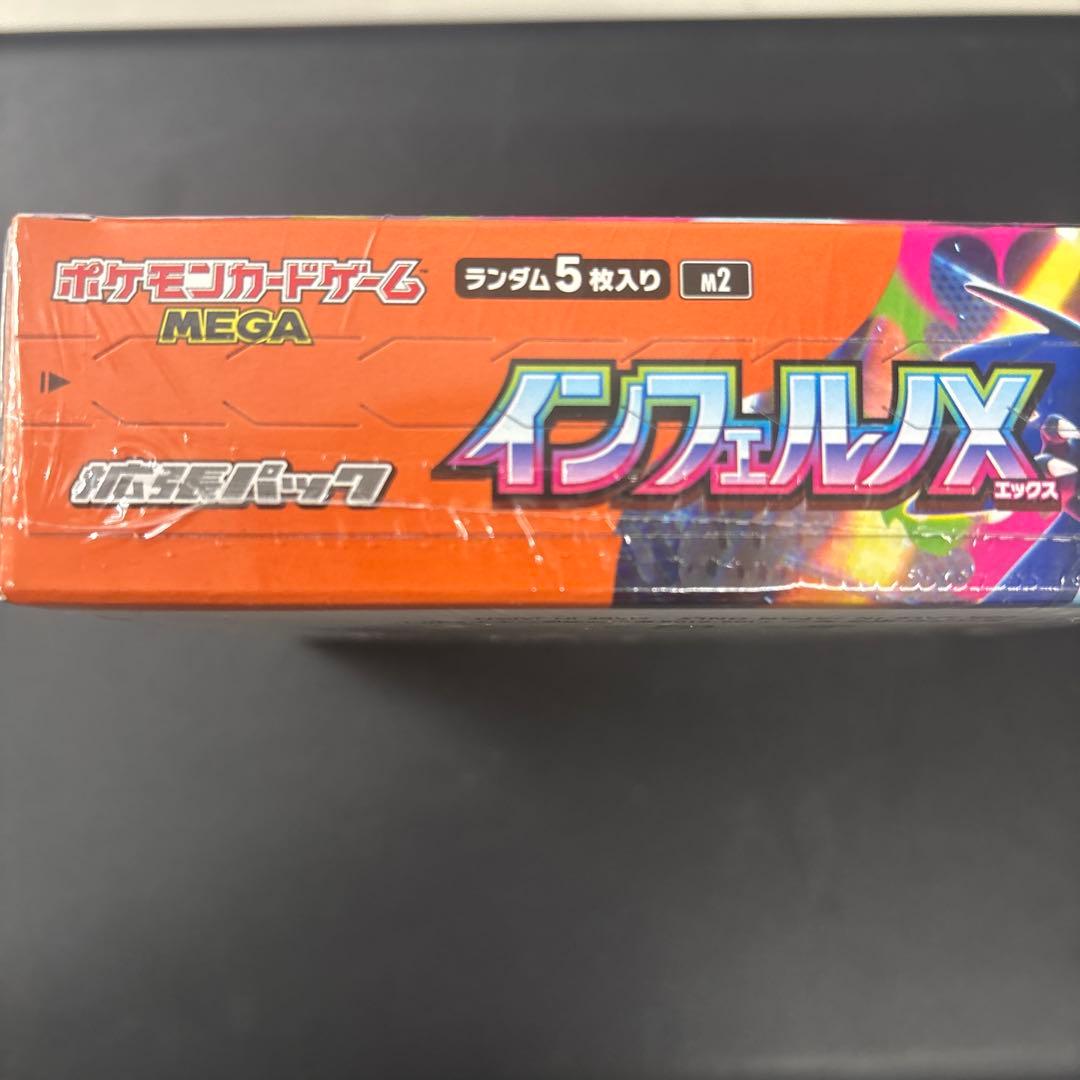 ポケモンカードゲーム
MEGA
ランダム5枚入り
M2
インフェルノX
エックス
拡張パック